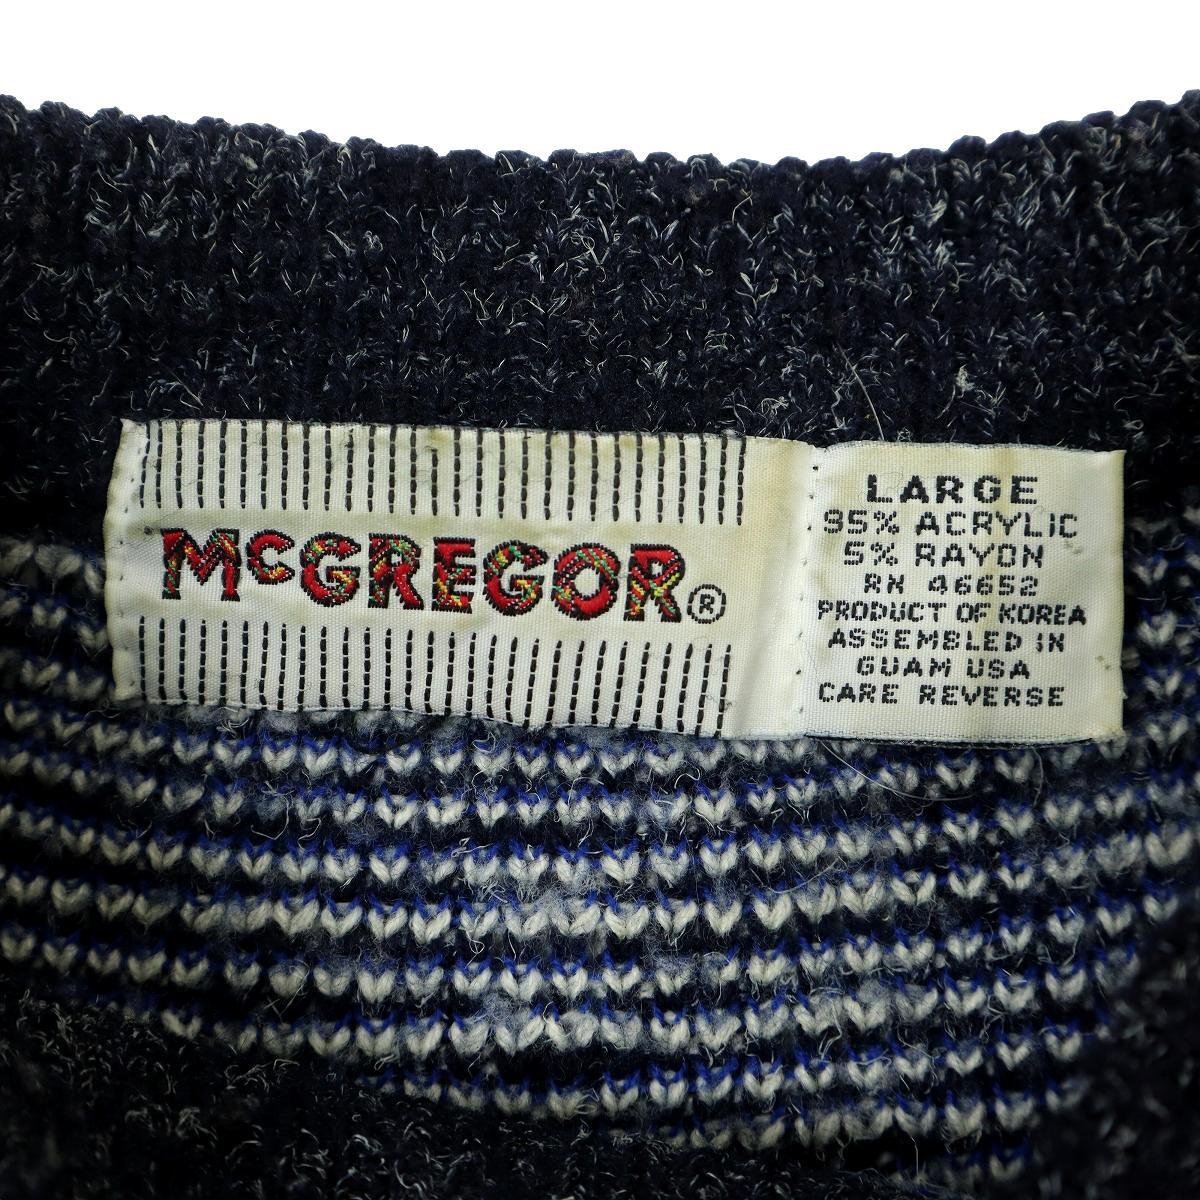 McGREGOR®
LARGE
95% ACRYLIC
5% RAYON
RN 46652
PRODUCT OF KOREA
ASSEMBLED IN
GUAM USA
CARE REVERSE